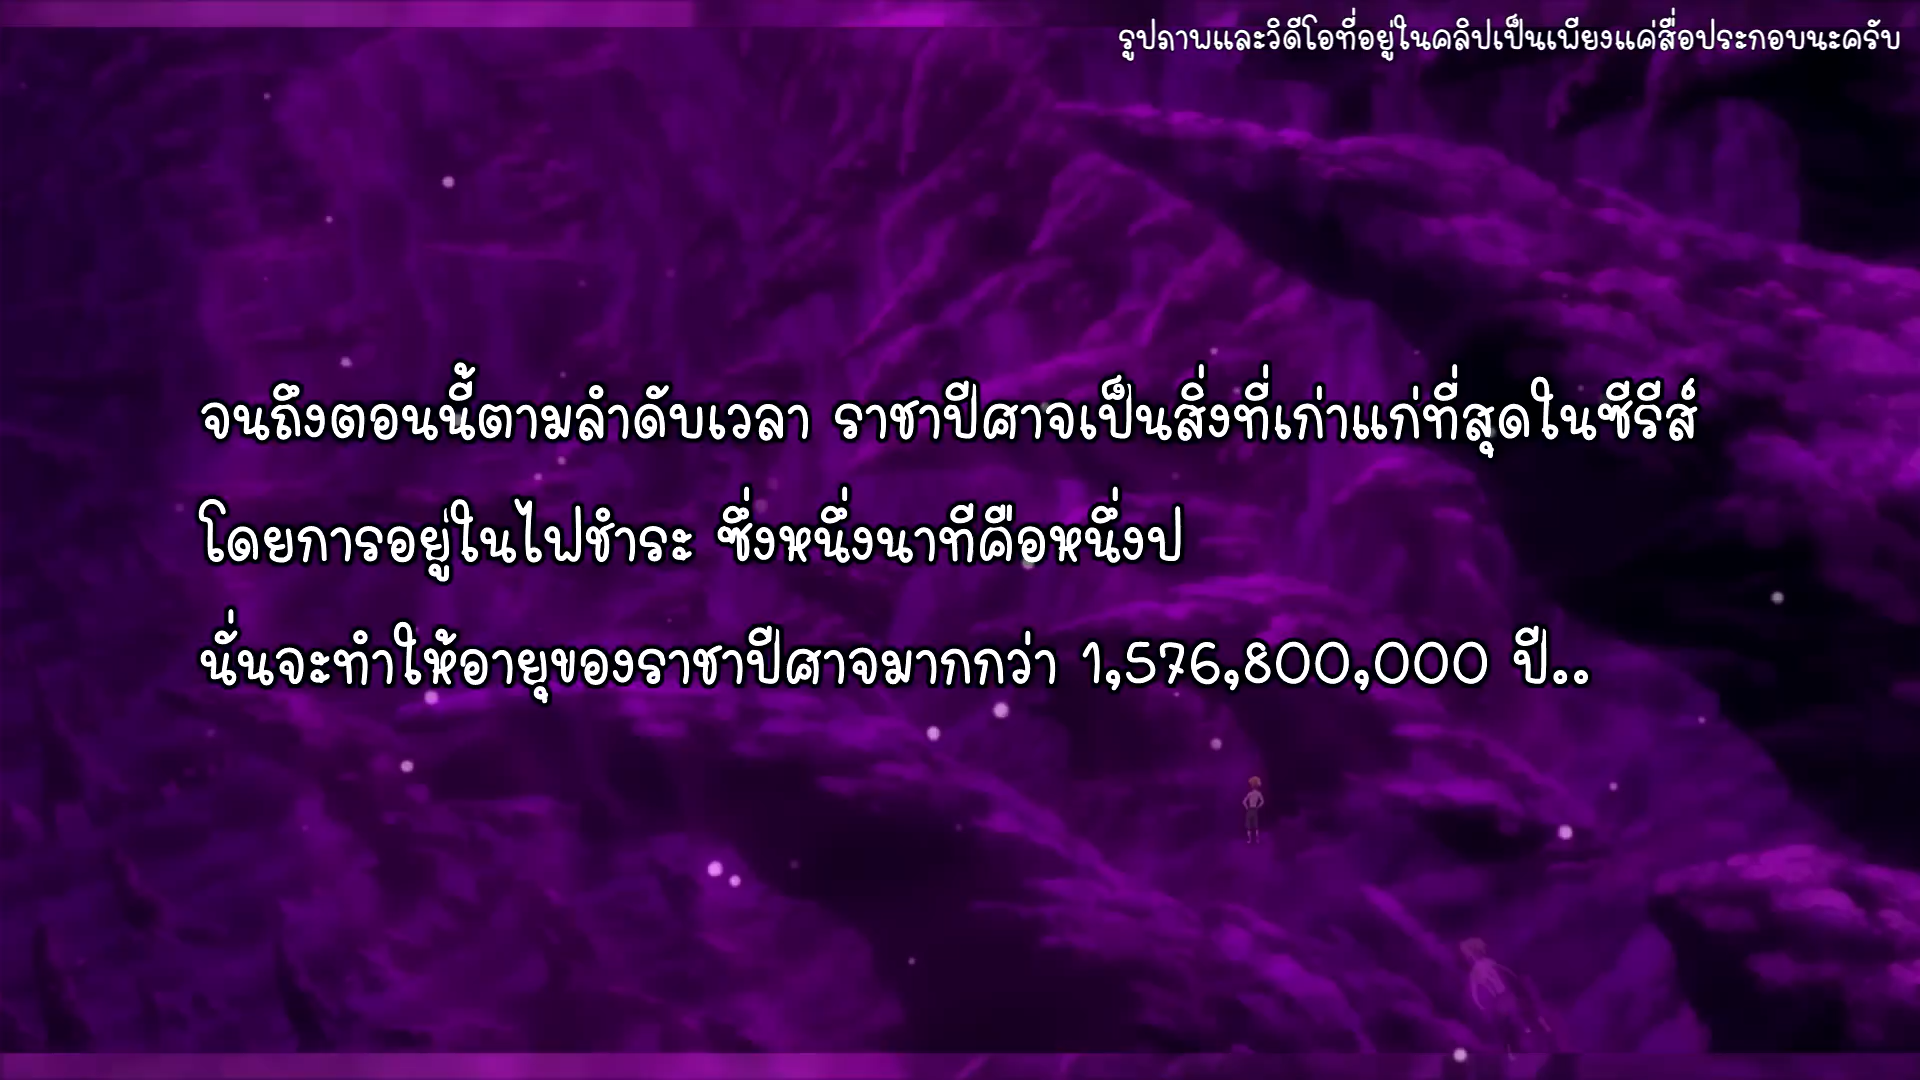 รูปภาพและวิดีโอที่อยู่ในคลิปเป็นเพียงแค่สื่อประกอบนะครับ
จนถึงตอนนี้ตามลำดับเวลา ราชาปีศาจเป็นสิ่งที่เก่าแก่ที่สุดในซีรีส์
โดยการอยู่ในไฟชำระ ซึ่งหนึ่งนาทีคือหนึ่งป
นั่นจะทำให้อายุของราชาปีศาจมากกว่า 1,576,800,000 ปี..